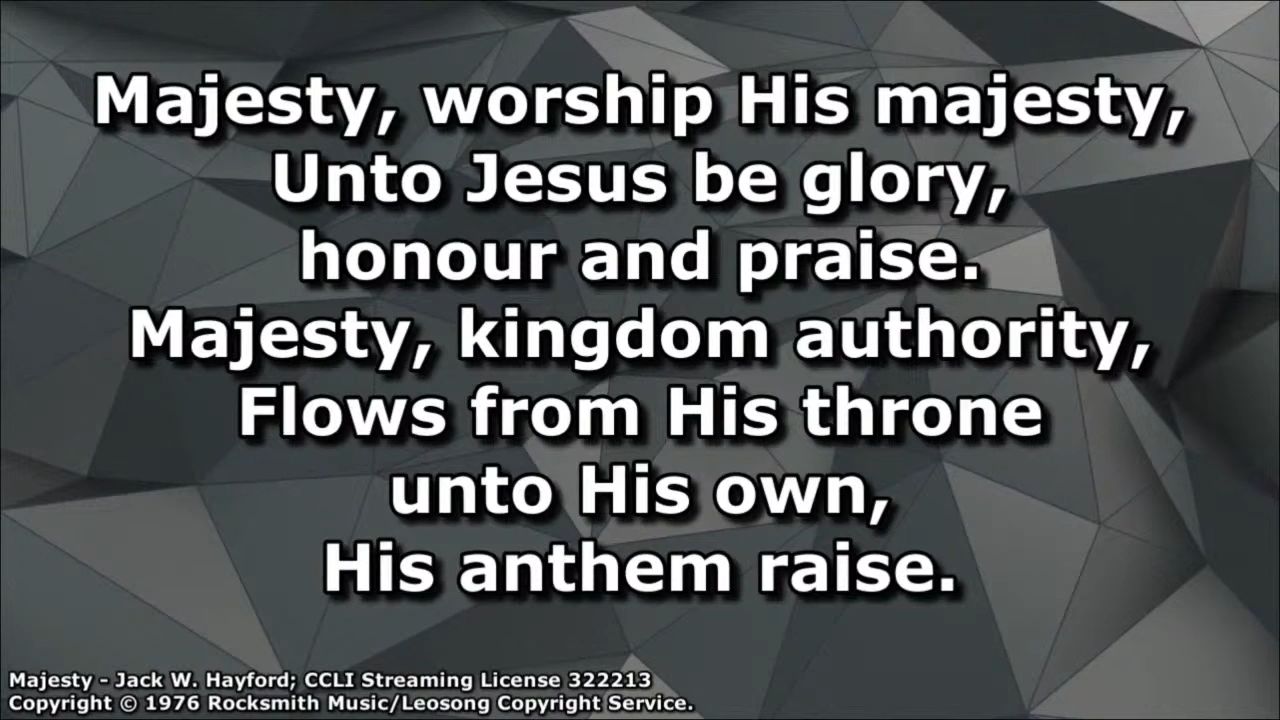 Majesty, worship His majesty,
Unto Jesus be glory,
honour and praise.
Majesty, kingdom authority,
Flows from His throne
unto His own,
His anthem raise.
Majesty - Jack W. Hayford; CCLI Streaming License 322213
Copyright © 1976 Rocksmith Music/Leosong Copyright Service.